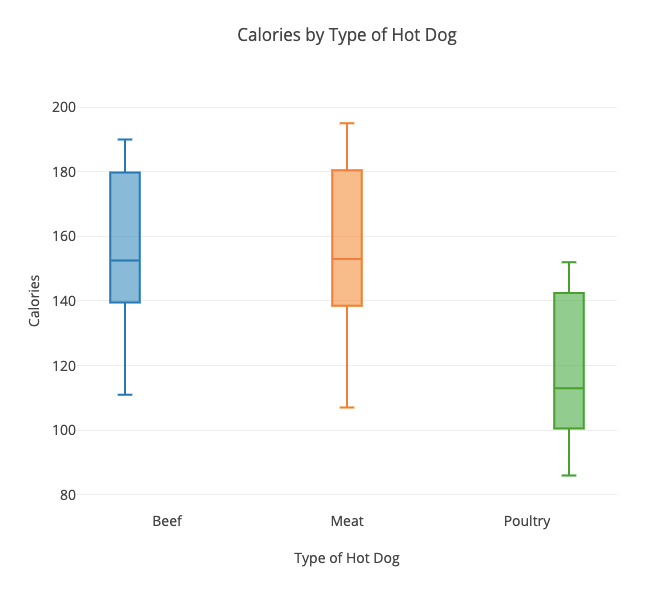 Calories by Type of Hot Dog
200
180
160
140
120
100
80
Calories
Beef
Meat
Poultry
Type of Hot Dog